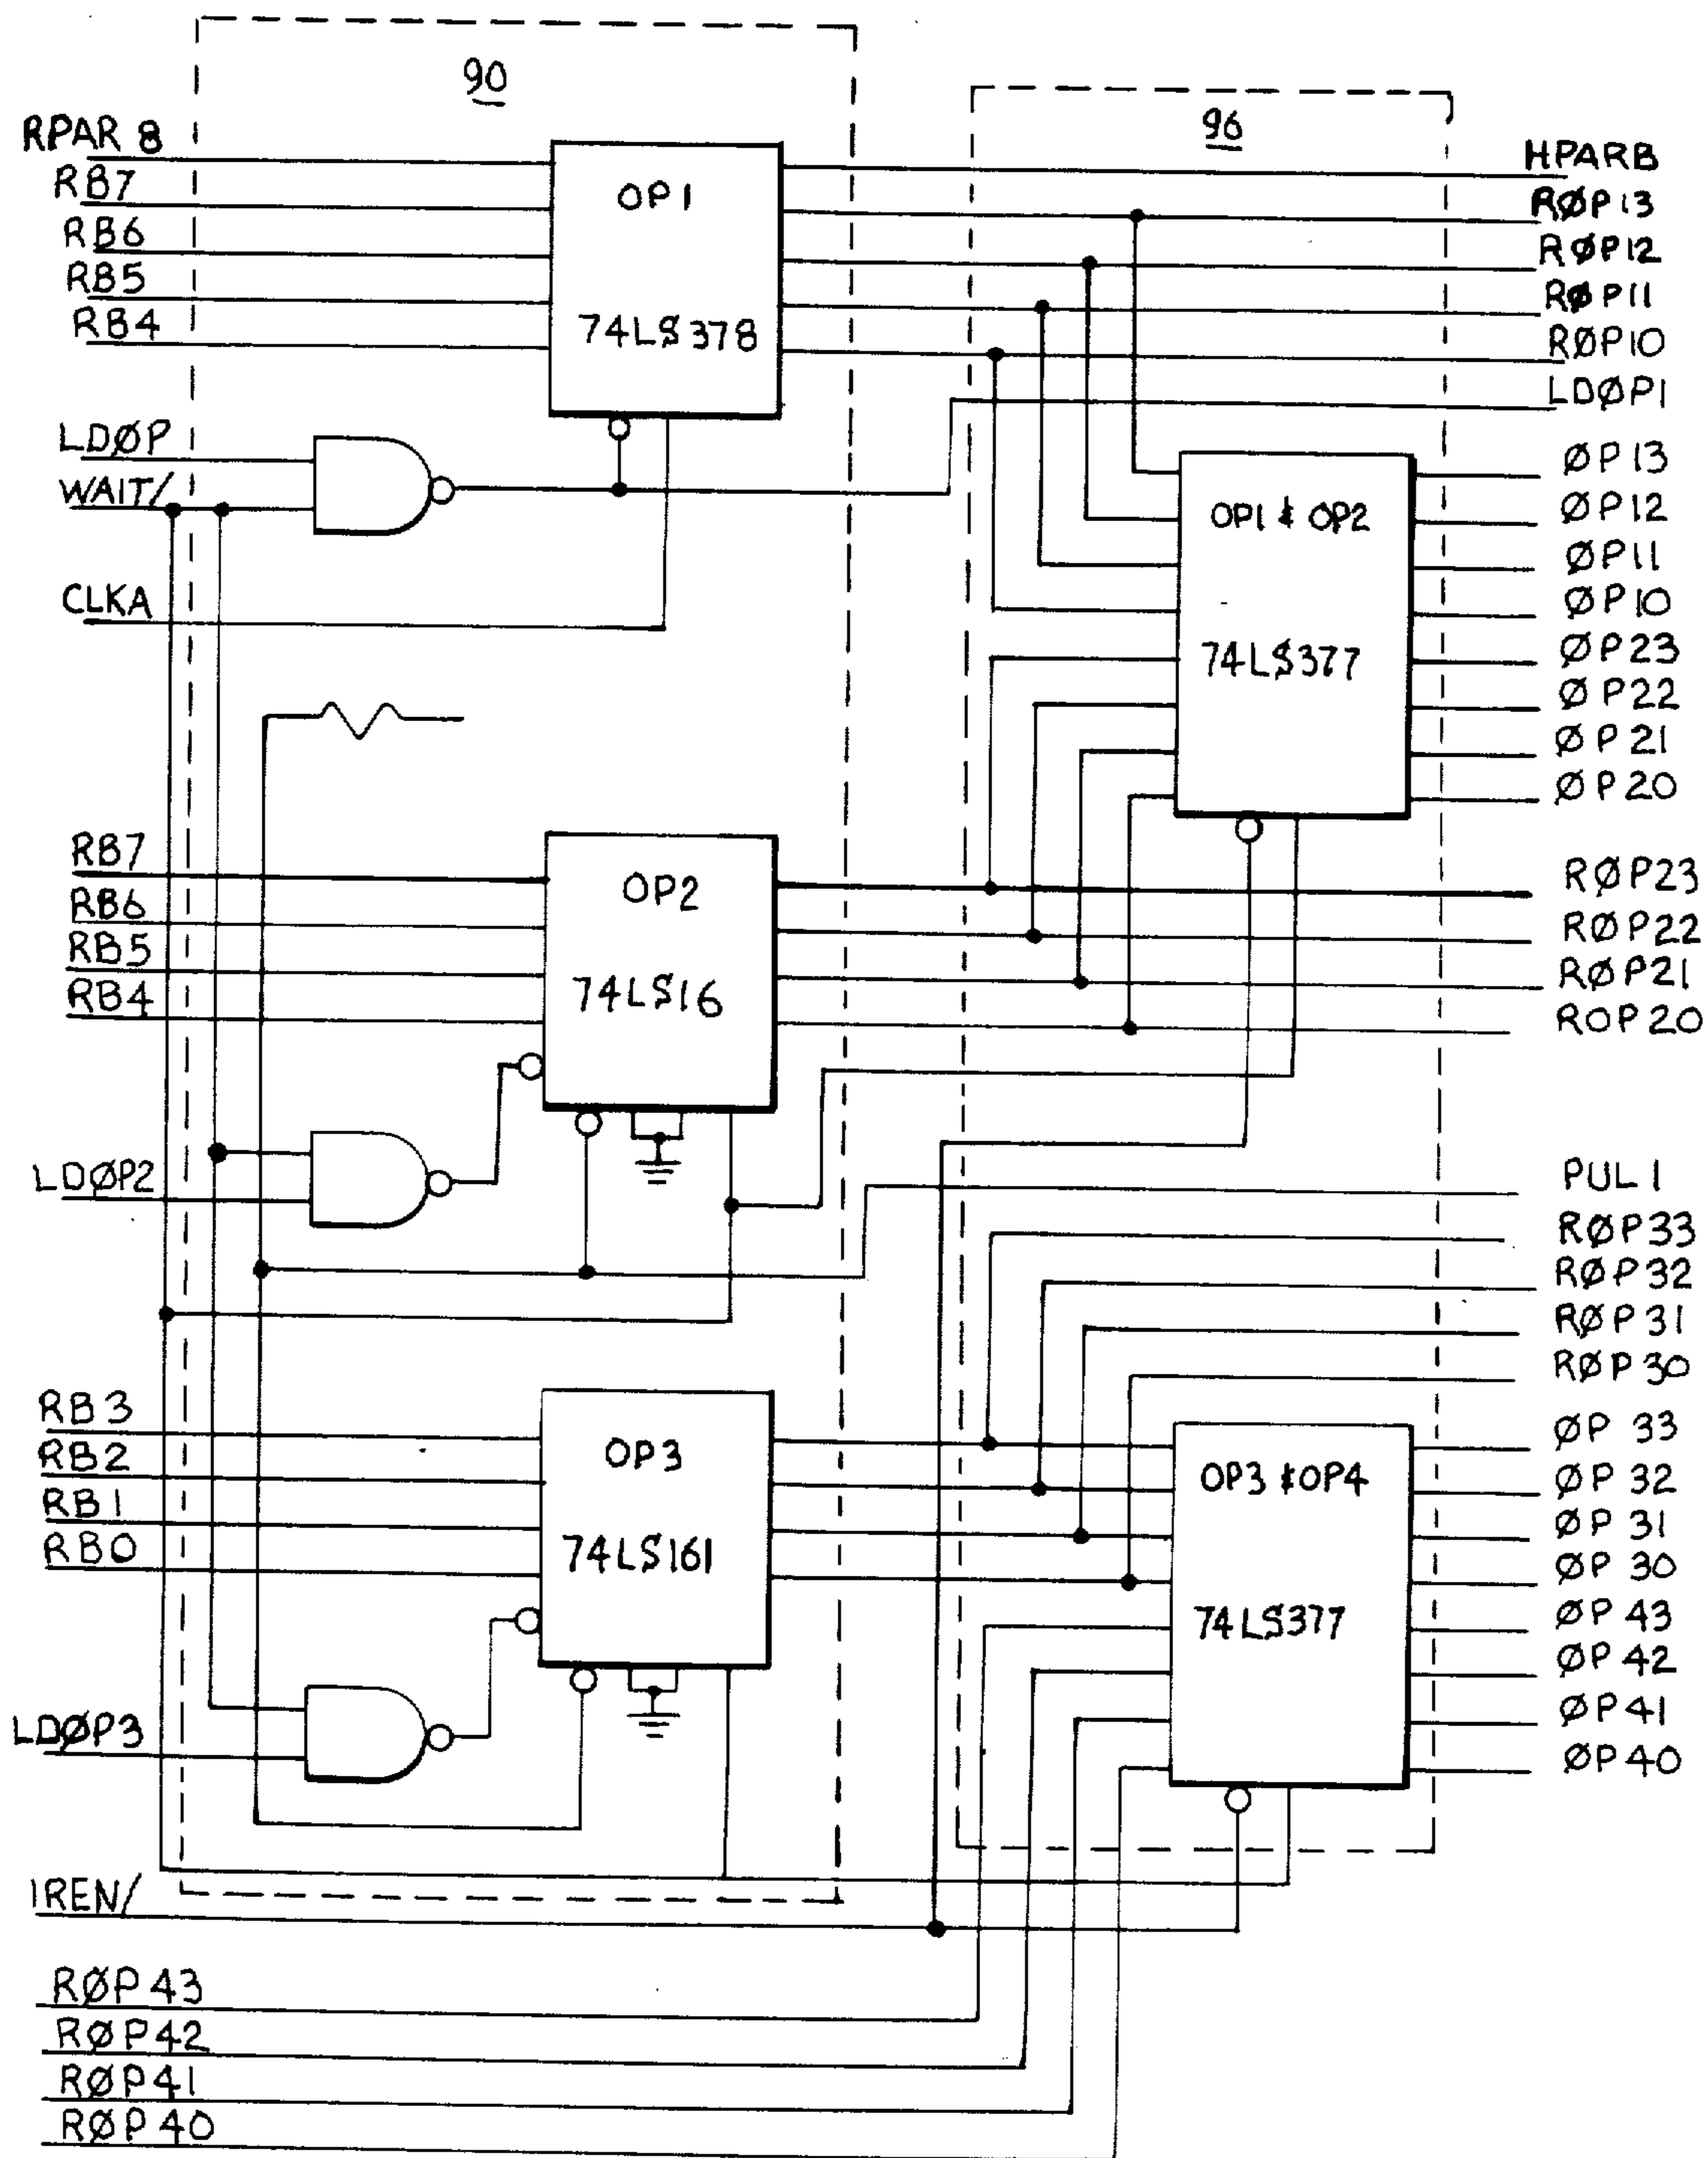 90
96
RPAR 8
RB7
RB6
RB5
RB4
OP1
74LS378
HPARB
RØP13
RØP12
RØP11
RØP10
LDØP1
LDØP
WAIT/
CLKA
OP1 & OP2
74LS377
ØP13
ØP12
ØP11
ØP10
ØP23
ØP22
ØP21
ØP20
RB7
RB6
RB5
RB4
OP2
74LS16
RØP23
RØP22
RØP21
ROP20
LDØP2
PUL 1
RØP33
RØP32
RØP31
RØP30
RB3
RB2
RB1
RB0
OP3
74LS161
OP3 & OP4
74LS377
ØP 33
ØP 32
ØP 31
ØP 30
ØP 43
ØP 42
ØP 41
ØP 40
LDØP3
IREN/
RØP43
RØP42
RØP41
RØP40